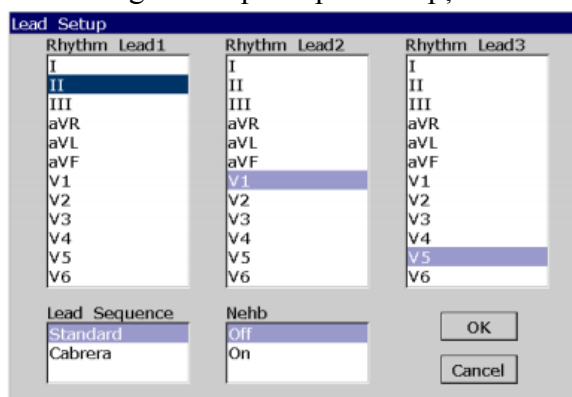 Lead Setup
Rhythm Lead1
I
II
III
aVR
aVL
aVF
V1
V2
V3
V4
V5
V6
Rhythm Lead2
I
II
III
aVR
aVL
aVF
V1
V2
V3
V4
V5
V6
Rhythm Lead3
I
II
III
aVR
aVL
aVF
V1
V2
V3
V4
V5
V6
Lead Sequence
Standard
Cabrera
Nehb
Off
On
OK
Cancel